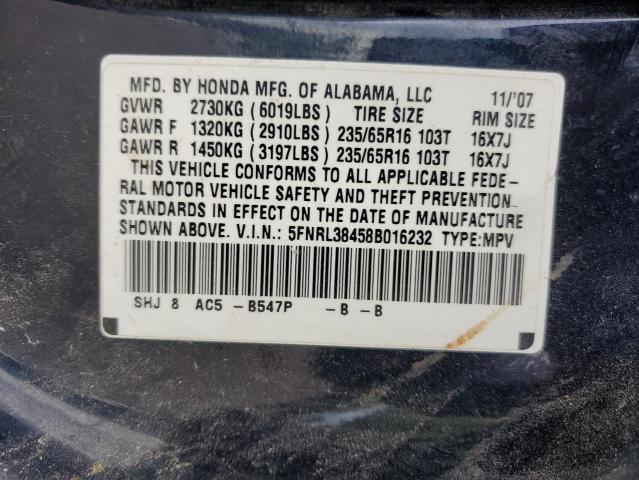 MFD. BY HONDA MFG. OF ALABAMA, LLC 11/'07
GVWR 2730KG (6019LBS) TIRE SIZE RIM SIZE
GAWR F 1320KG (2910LBS) 235/65R16 103T 16X7J
GAWR R 1450KG (3197LBS) 235/65R16 103T 16X7J
THIS VEHICLE CONFORMS TO ALL APPLICABLE FEDE-
RAL MOTOR VEHICLE SAFETY AND THEFT PREVENTION
STANDARDS IN EFFECT ON THE DATE OF MANUFACTURE
SHOWN ABOVE. V.I.N: 5FNRL38458B016232 TYPE:MPV
SHJ 8 AC5 -B547P -B -B